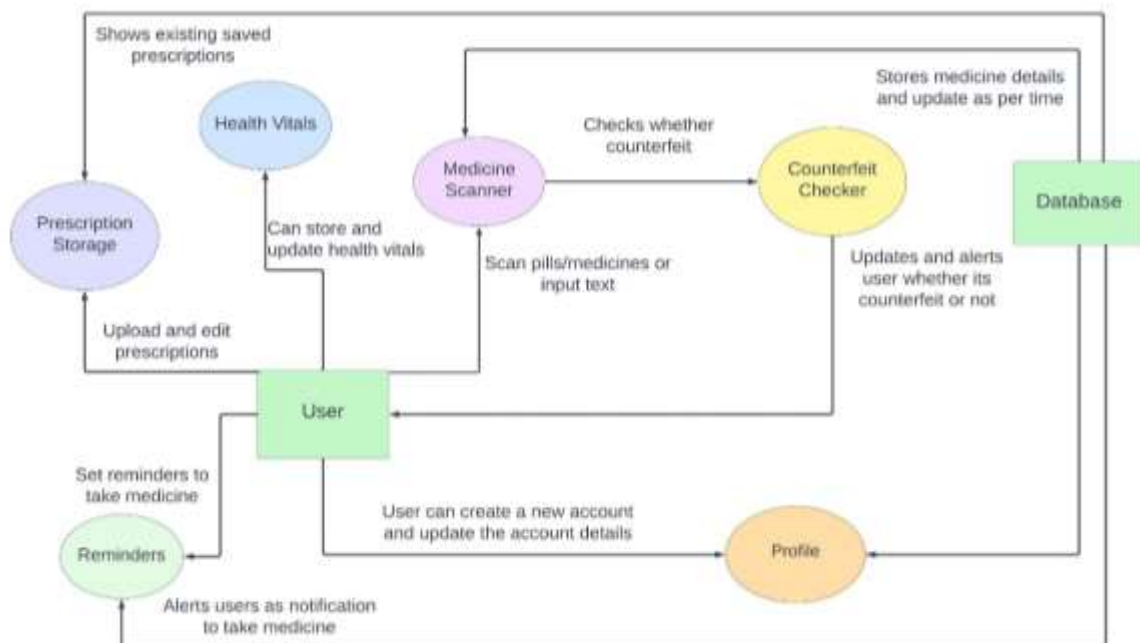 Shows existing saved
prescriptions
Stores medicine details
and update as per time
Health Vitals
Checks whether
counterfeit
Medicine
Scanner
Counterfeit
Checker
Database
Prescription
Storage
Can store and
update health vitals
Scan pills/medicines or
input text
Updates and alerts
user whether its
counterfeit or not
Upload and edit
prescriptions
User
Set reminders to
take medicine
User can create a new account
and update the account details
Reminders
Profile
Alerts users as notification
to take medicine